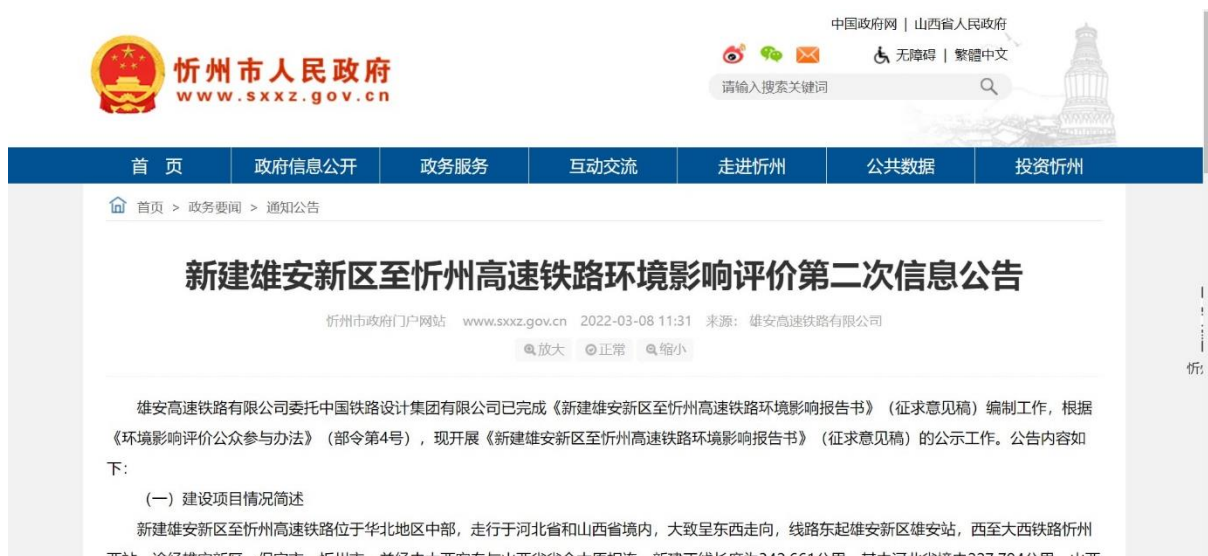 中国政府网 | 山西省人民政府
忻州市人民政府
www.sxxz.gov.cn
无障碍 | 繁體中文
请输入搜索关键词
首 页 政府信息公开 政务服务 互动交流 走进忻州 公共数据 投资忻州
首页 > 政务要闻 > 通知公告
新建雄安新区至忻州高速铁路环境影响评价第二次信息公告
忻州市政府门户网站 www.sxxz.gov.cn 2022-03-08 11:31 来源: 雄安高速铁路有限公司
放大 正常 缩小
雄安高速铁路有限公司委托中国铁路设计集团有限公司已完成《新建雄安新区至忻州高速铁路环境影响报告书》（征求意见稿）编制工作，根据
《环境影响评价公众参与办法》（部令第4号），现开展《新建雄安新区至忻州高速铁路环境影响报告书》（征求意见稿）的公示工作。公告内容如
下：
（一）建设项目情况简述
新建雄安新区至忻州高速铁路位于华北地区中部，走行于河北省和山西省境内，大致呈东西走向，线路东起雄安新区雄安站，西至大西铁路忻州